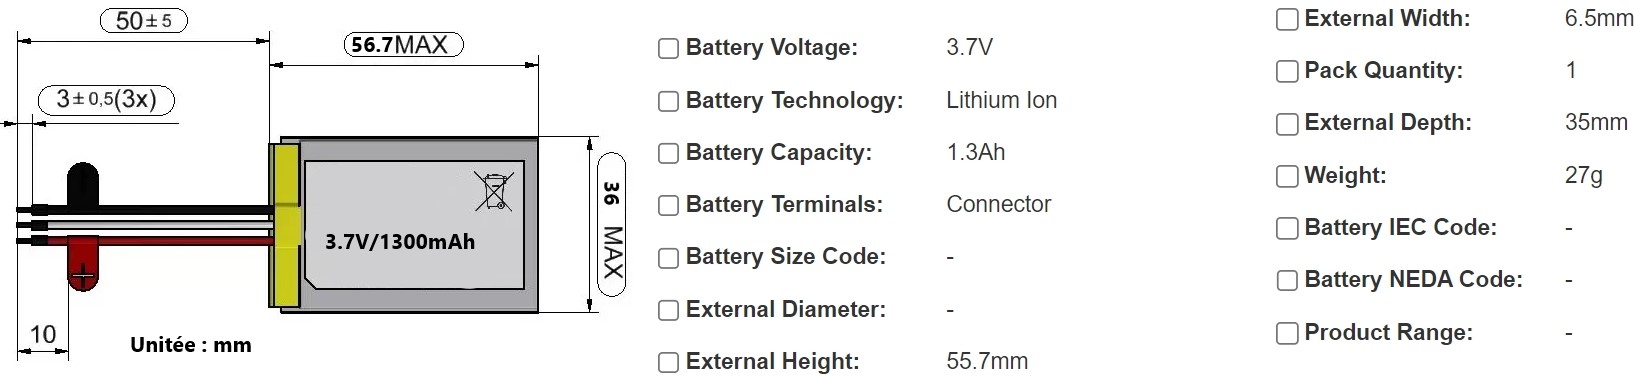 50±5
56.7MAX
3±0,5(3x)
36 MAX
3.7V/1300mAh
10
Unitée : mm
Battery Voltage: 3.7V
Battery Technology: Lithium Ion
Battery Capacity: 1.3Ah
Battery Terminals: Connector
Battery Size Code: -
External Diameter: -
External Height: 55.7mm
External Width: 6.5mm
Pack Quantity: 1
External Depth: 35mm
Weight: 27g
Battery IEC Code: -
Battery NEDA Code: -
Product Range: -